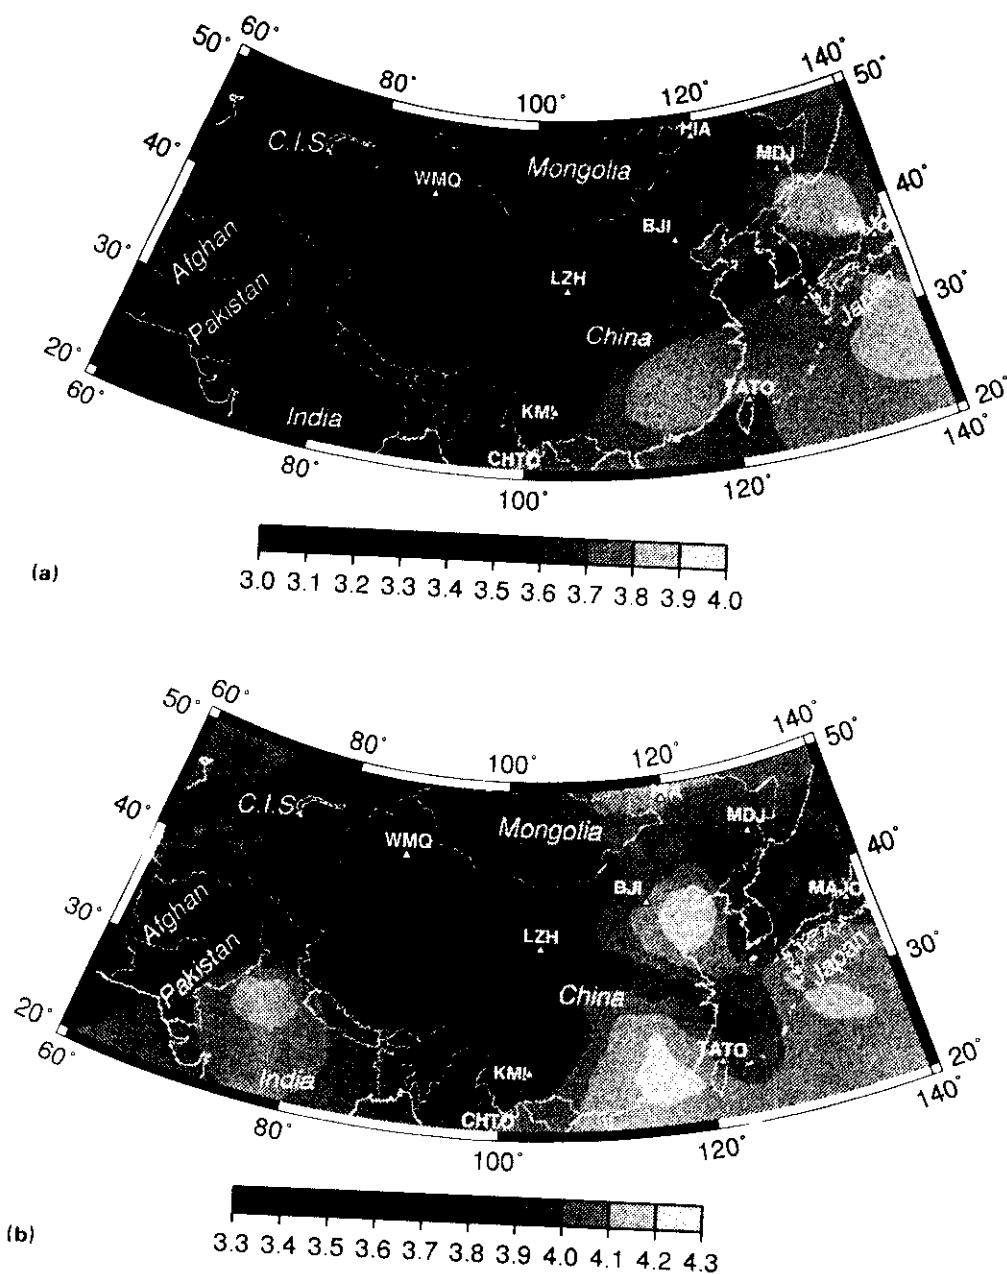 60° 140°
50° 80° 100° 120° 50°
HIA
C.I.S. MDJ
40° WMQ Mongolia 40°
BJI
30° Afghan LZH 30°
Pakistan China
20° TATO 20°
60° India KMI 140°
80° CHTO 120°
100°
(a)
3.0 3.1 3.2 3.3 3.4 3.5 3.6 3.7 3.8 3.9 4.0
60° 140°
50° 80° 100° 120° 50°
C.I.S. MDJ
40° WMQ Mongolia 40°
BJI MAJO
30° Afghan LZH 30°
Pakistan China Japan
20° 20°
60° India KMI 140°
80° CHTO 120°
100°
(b)
3.3 3.4 3.5 3.6 3.7 3.8 3.9 4.0 4.1 4.2 4.3